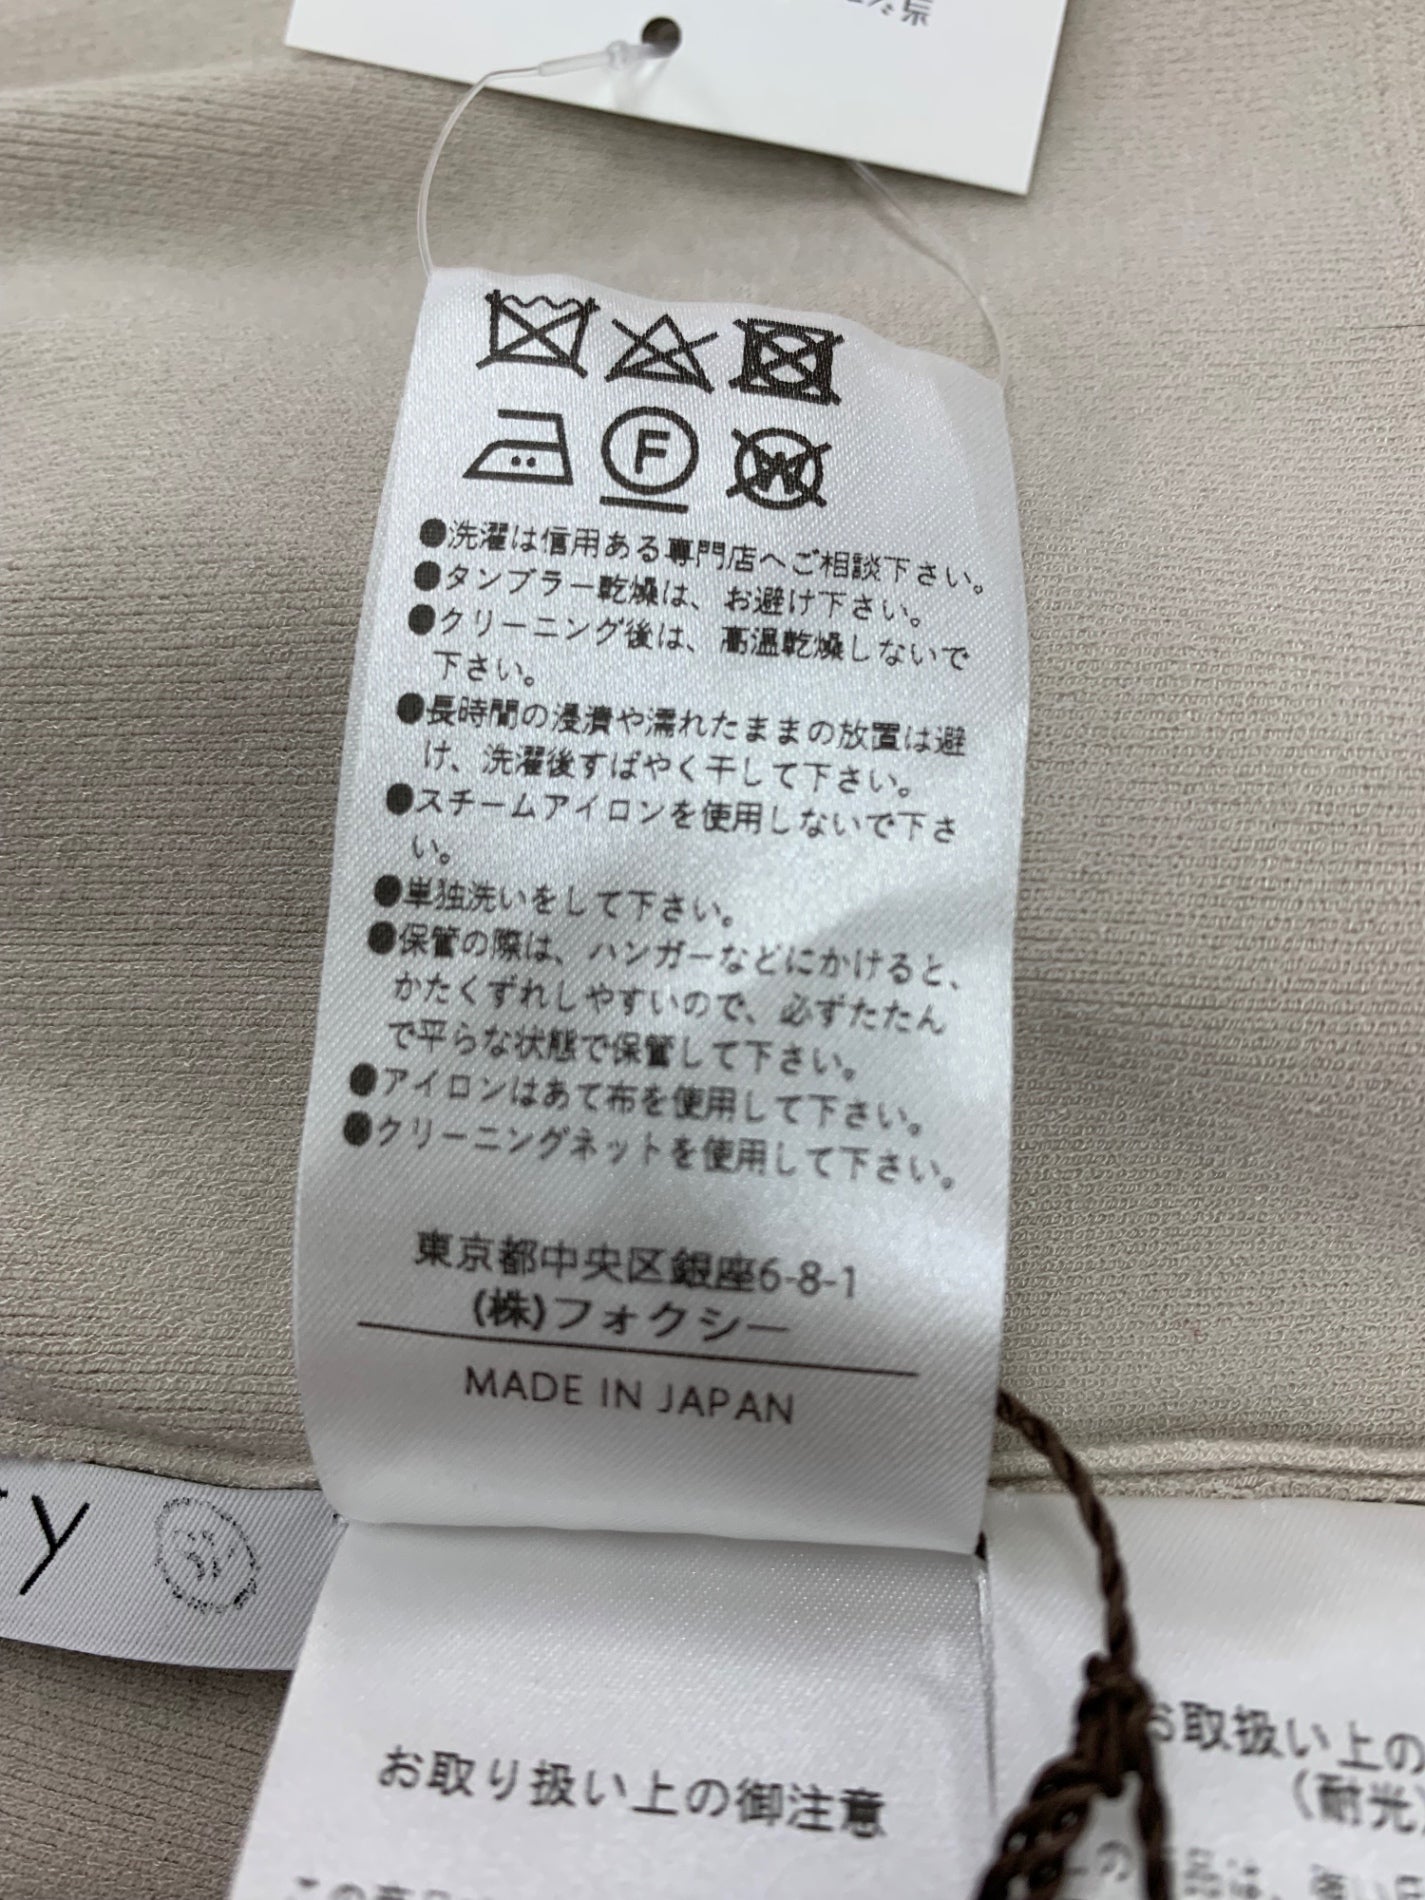 F
W
●洗濯は信用ある専門店へご相談下さい。
●タンブラー乾燥は、お避け下さい。
●クリーニング後は、高温乾燥しないで
下さい。
●長時間の浸漬や濡れたままの放置は避
け、洗濯後すばやく干して下さい。
●スチームアイロンを使用しないで下さ
い。
●単独洗いをして下さい。
●保管の際は、ハンガーなどにかけると、
かたくずれしやすいので、必ずたたん
で平らな状態で保管して下さい。
●アイロンはあて布を使用して下さい。
●クリーニングネットを使用して下さい。
東京都中央区銀座6-8-1
(株)フォクシー
MADE IN JAPAN
y
お取り扱い上の御注意
お取扱い上の
(耐光
この商品